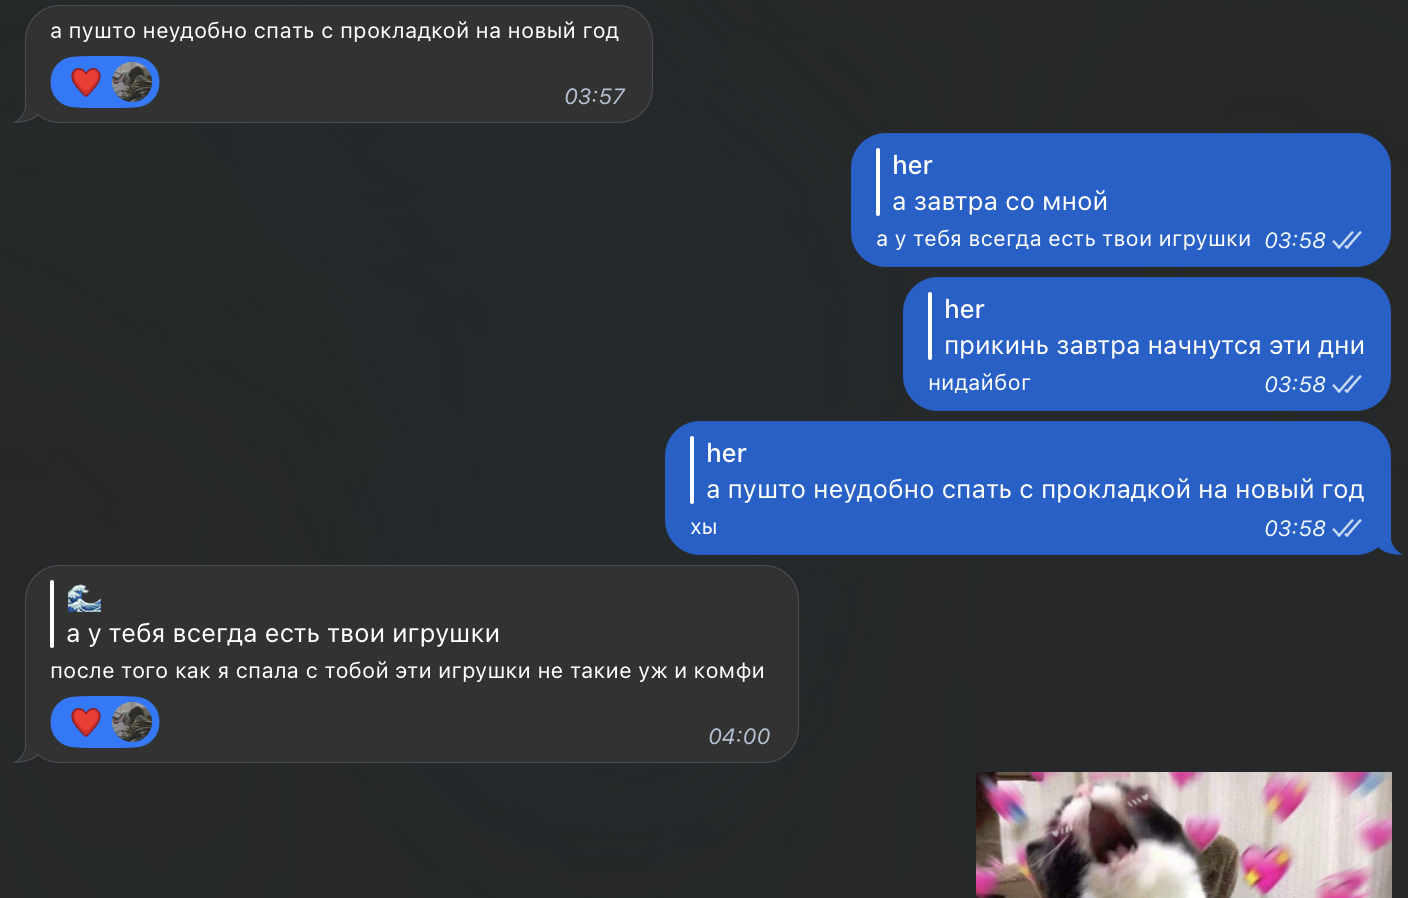 а пушто неудобно спать с прокладкой на новый год
03:57
her
а завтра со мной
а у тебя всегда есть твои игрушки 03:58
her
прикинь завтра начнутся эти дни
нидайбог 03:58
her
а пушто неудобно спать с прокладкой на новый год
хы 03:58
🌊
а у тебя всегда есть твои игрушки
после того как я спала с тобой эти игрушки не такие уж и комфи
04:00